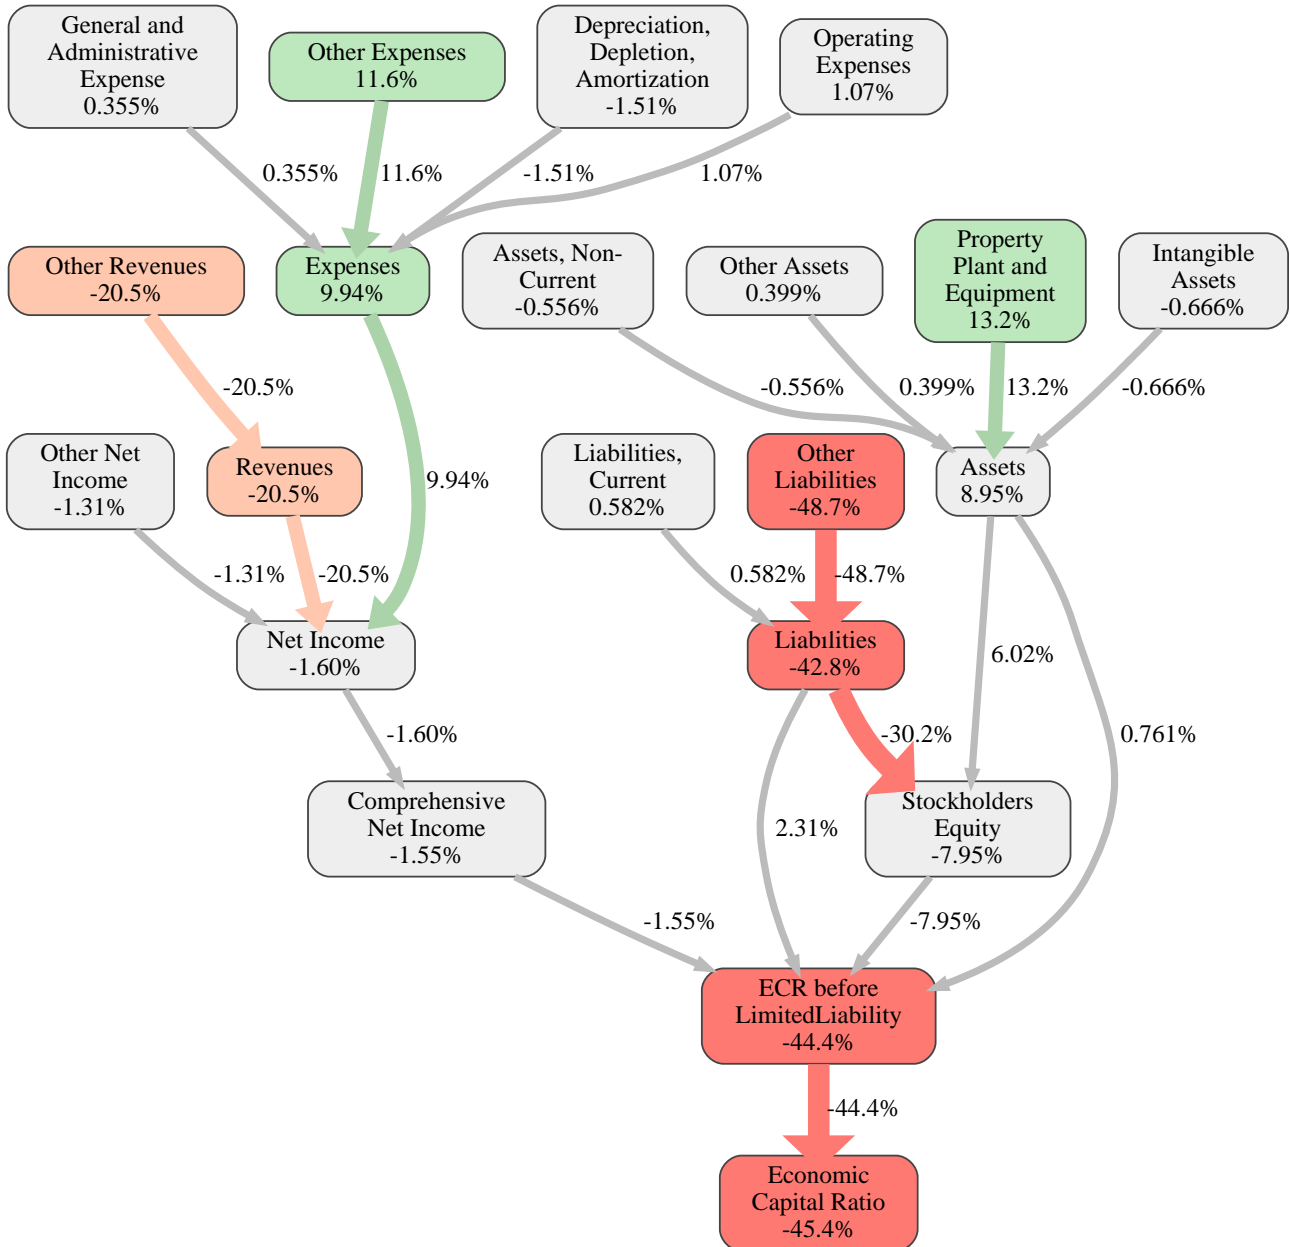 General and
Administrative
Expense
0.355%
Other Expenses
11.6%
Depreciation,
Depletion,
Amortization
-1.51%
Operating
Expenses
1.07%
0.355%
11.6%
-1.51%
1.07%
Other Revenues
-20.5%
Expenses
9.94%
Assets, Non-
Current
-0.556%
Other Assets
0.399%
Property
Plant and
Equipment
13.2%
Intangible
Assets
-0.666%
-20.5%
-0.556%
0.399%
13.2%
-0.666%
Other Net
Income
-1.31%
Revenues
-20.5%
9.94%
Liabilities,
Current
0.582%
Other
Liabilities
-48.7%
Assets
8.95%
-1.31%
-20.5%
0.582%
-48.7%
Net Income
-1.60%
Liabilities
-42.8%
6.02%
-1.60%
-30.2%
0.761%
Comprehensive
Net Income
-1.55%
2.31%
Stockholders
Equity
-7.95%
-1.55%
-7.95%
ECR before
LimitedLiability
-44.4%
-44.4%
Economic
Capital Ratio
-45.4%